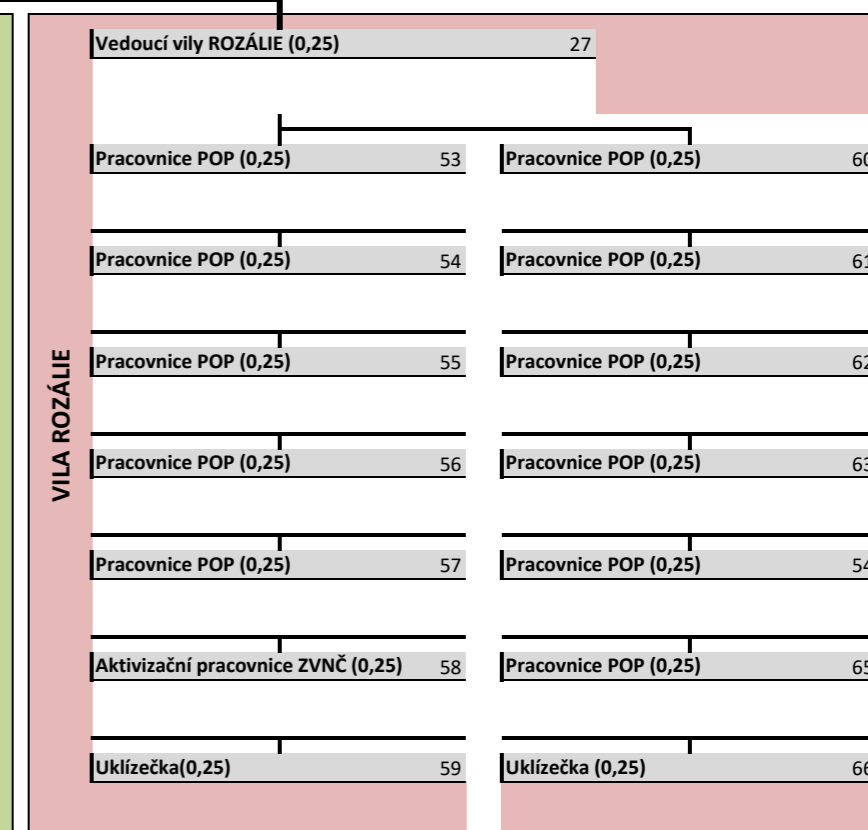 Vedoucí vily ROZÁLIE (0,25) 27
Pracovnice POP (0,25) 53 Pracovnice POP (0,25) 60
Pracovnice POP (0,25) 54 Pracovnice POP (0,25) 61
Pracovnice POP (0,25) 55 Pracovnice POP (0,25) 62
VILA ROZÁLIE
Pracovnice POP (0,25) 56 Pracovnice POP (0,25) 63
Pracovnice POP (0,25) 57 Pracovnice POP (0,25) 54
Aktivizační pracovnice ZVNČ (0,25) 58 Pracovnice POP (0,25) 65
Uklízečka(0,25) 59 Uklízečka (0,25) 66